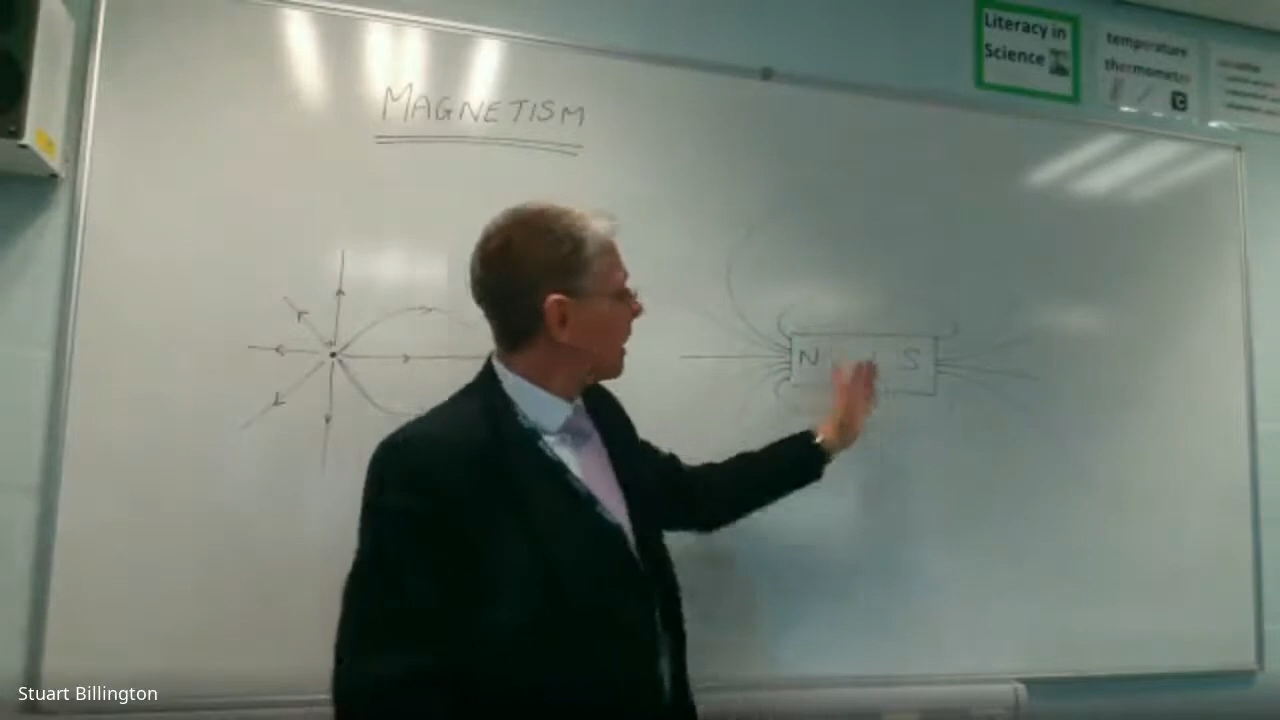 Literacy in
Science
temperature
thermometer
MAGNETISM
N S
Stuart Billington